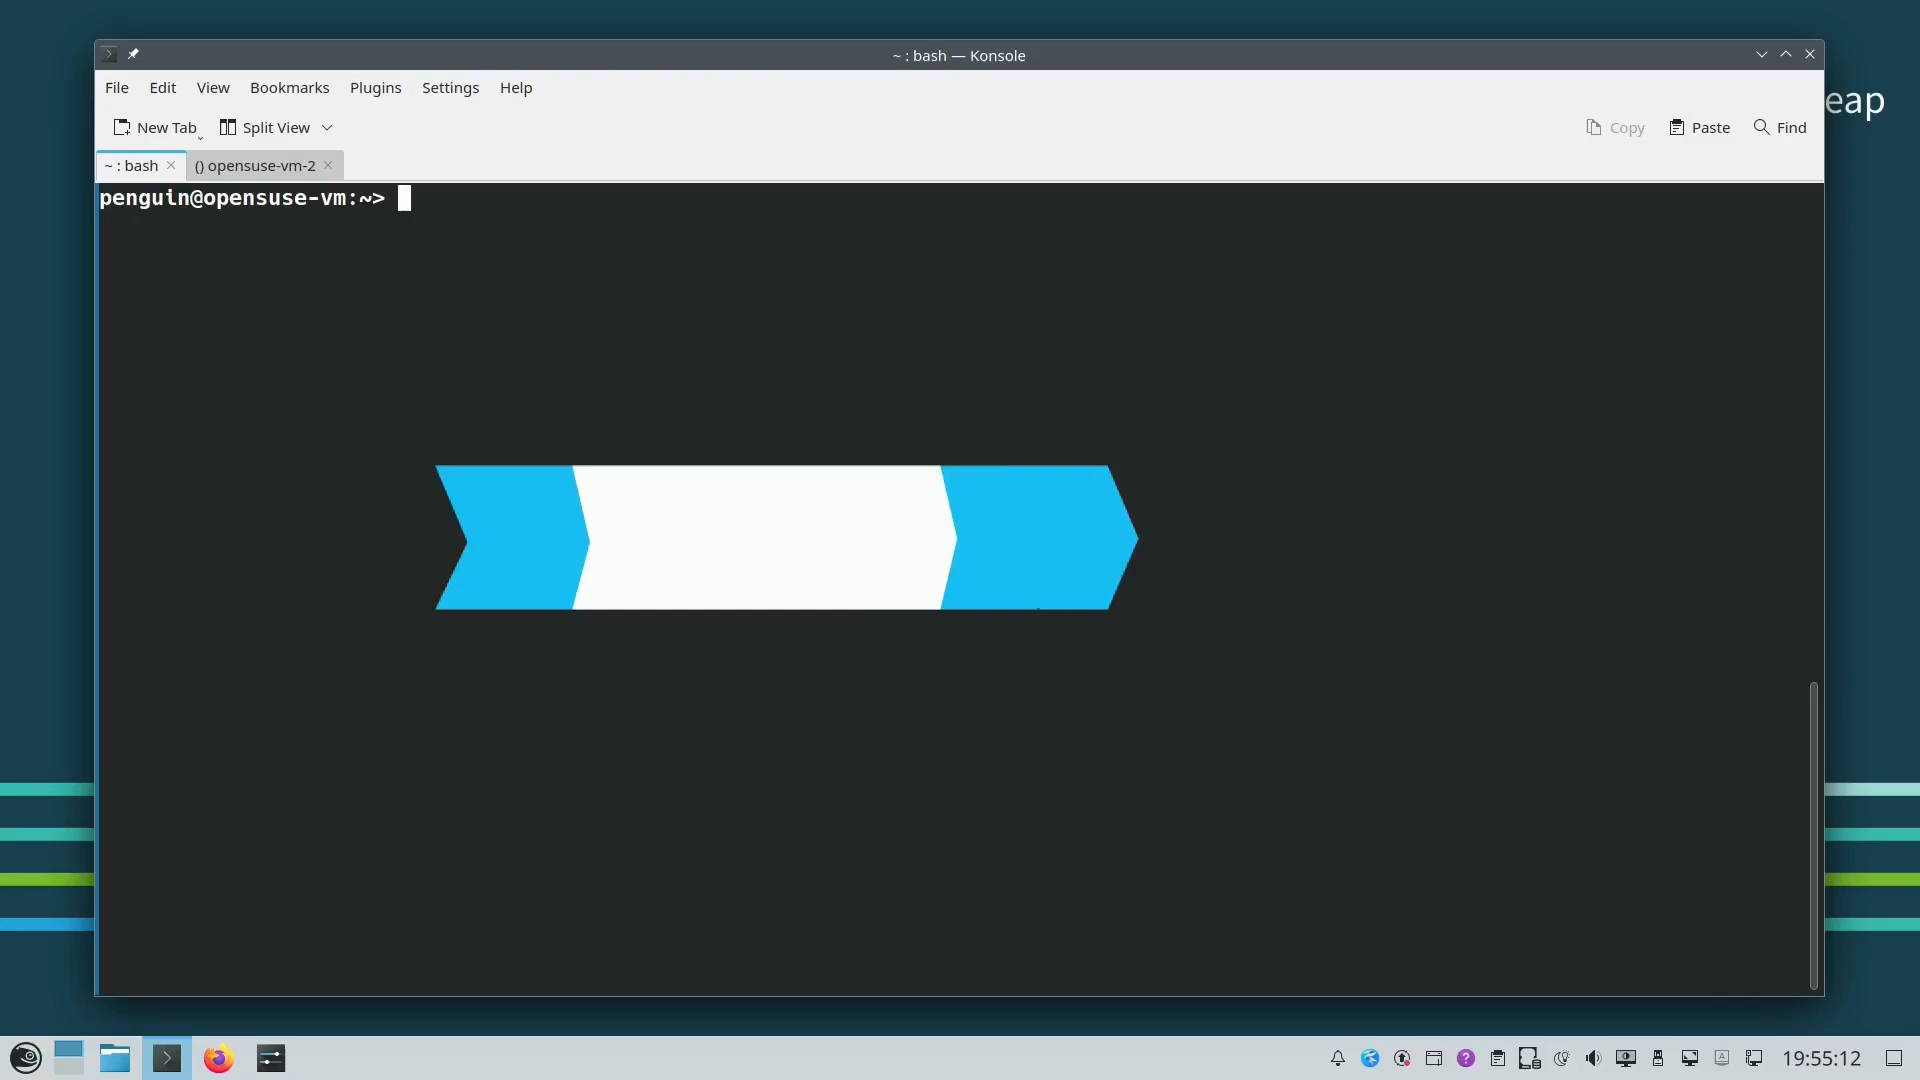 ~ : bash — Konsole
File Edit View Bookmarks Plugins Settings Help
eap
New Tab Split View Copy Paste Find
~ : bash () opensuse-vm-2
penguin@opensuse-vm:~>
19:55:12